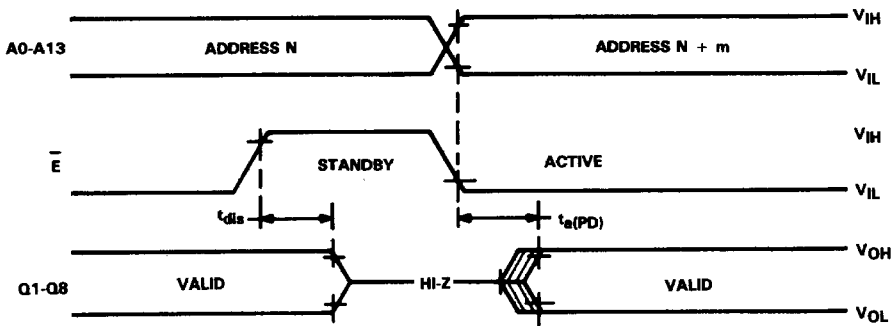 A0-A13 ADDRESS N ADDRESS N + m VIH
VIL
E STANDBY ACTIVE VIH
VIL
tdis ta(PD)
Q1-Q8 VALID HI-Z VALID VOH
VOL